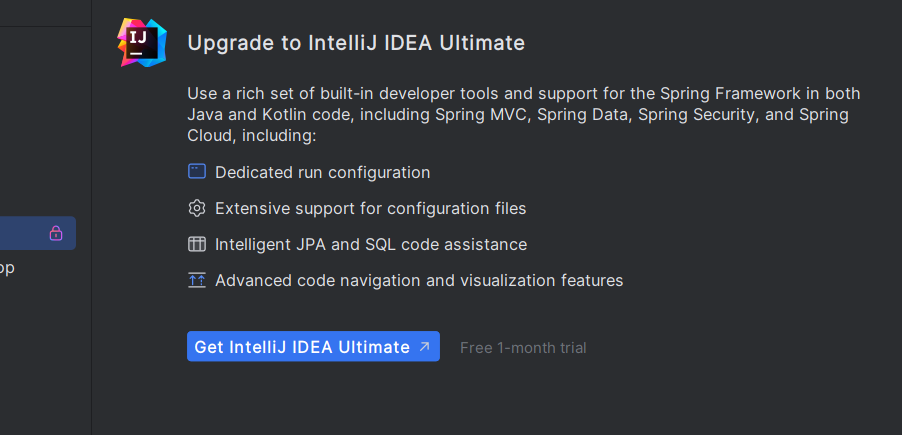 IJ
Upgrade to IntelliJ IDEA Ultimate
Use a rich set of built-in developer tools and support for the Spring Framework in both
Java and Kotlin code, including Spring MVC, Spring Data, Spring Security, and Spring
Cloud, including:
Dedicated run configuration
Extensive support for configuration files
op
Intelligent JPA and SQL code assistance
Advanced code navigation and visualization features
Get IntelliJ IDEA Ultimate ↗
Free 1-month trial